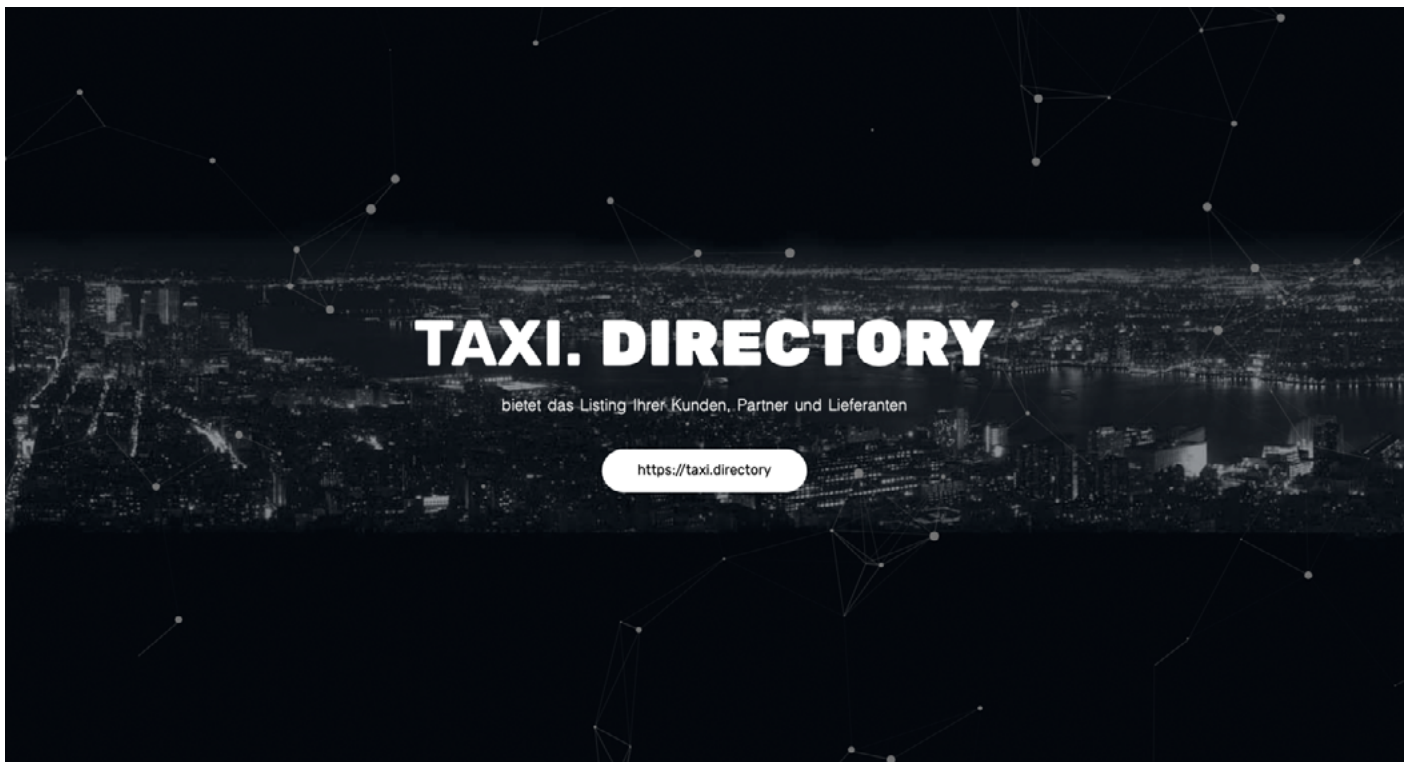 TAXI. DIRECTORY
bietet das Listing Ihrer Kunden, Partner und Lieferanten
https://taxi.directory